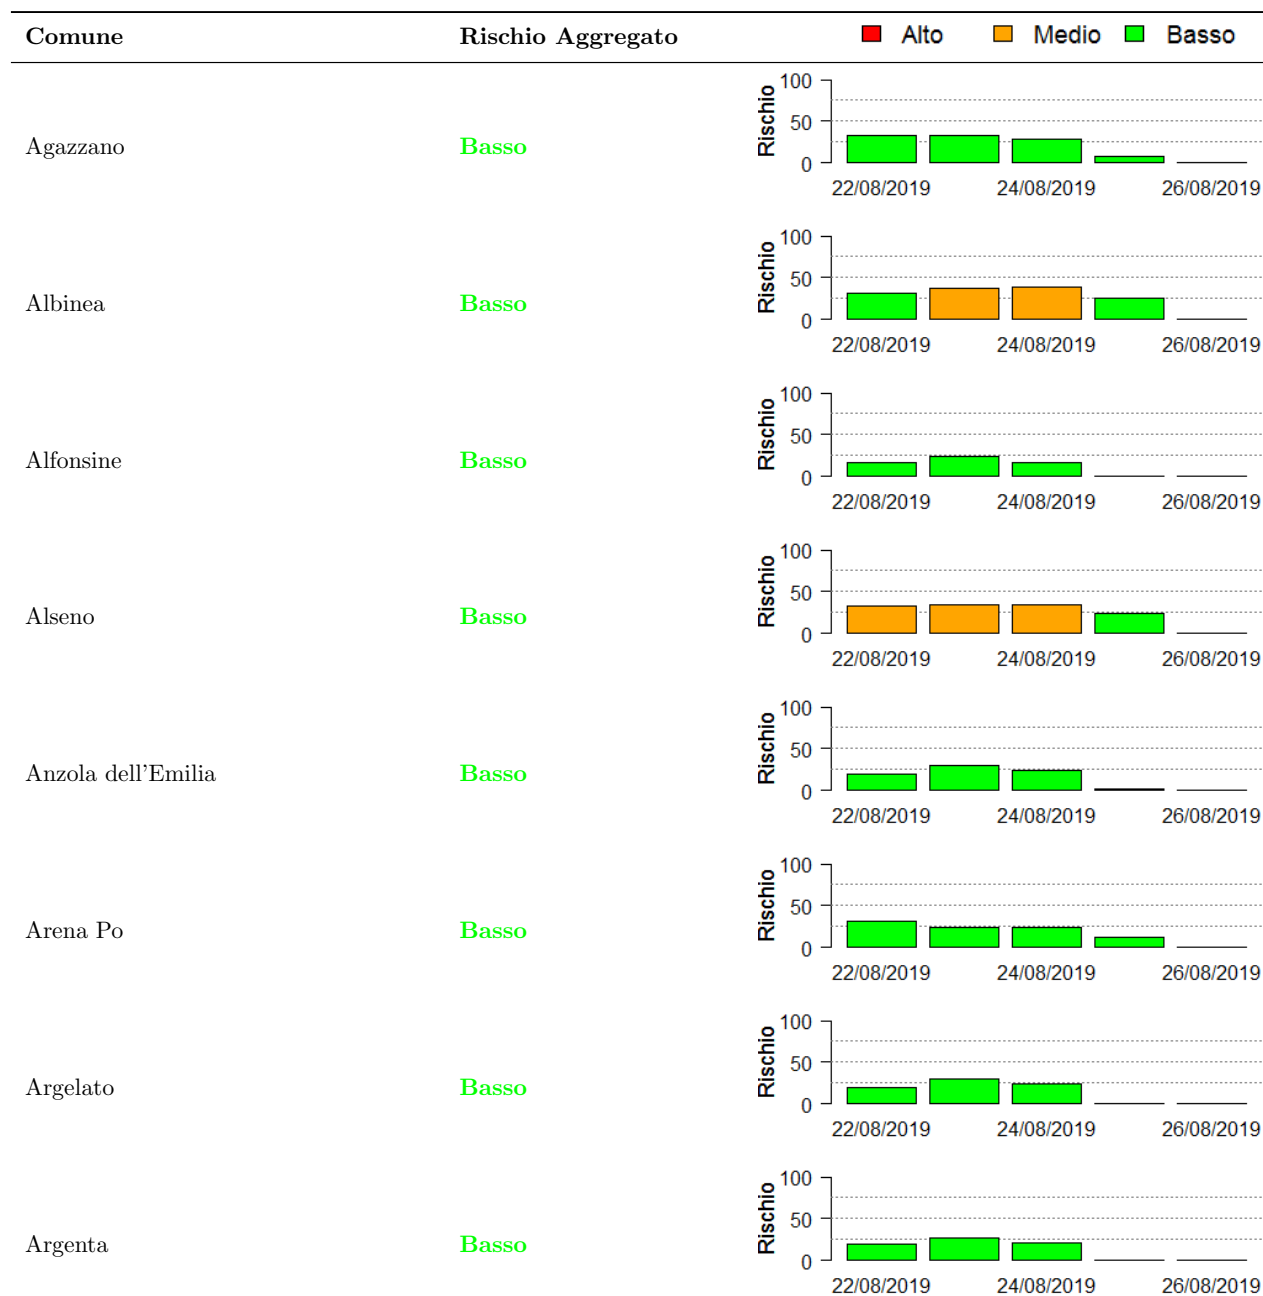 Comune Rischio Aggregato Alto Medio Basso
100
50
0
Rischio
Agazzano Basso
22/08/2019 24/08/2019 26/08/2019
100
50
0
Rischio
Albinea Basso
22/08/2019 24/08/2019 26/08/2019
100
50
0
Rischio
Alfonsine Basso
22/08/2019 24/08/2019 26/08/2019
100
50
0
Rischio
Alseno Basso
22/08/2019 24/08/2019 26/08/2019
100
50
0
Rischio
Anzola dell'Emilia Basso
22/08/2019 24/08/2019 26/08/2019
100
50
0
Rischio
Arena Po Basso
22/08/2019 24/08/2019 26/08/2019
100
50
0
Rischio
Argelato Basso
22/08/2019 24/08/2019 26/08/2019
100
50
0
Rischio
Argenta Basso
22/08/2019 24/08/2019 26/08/2019